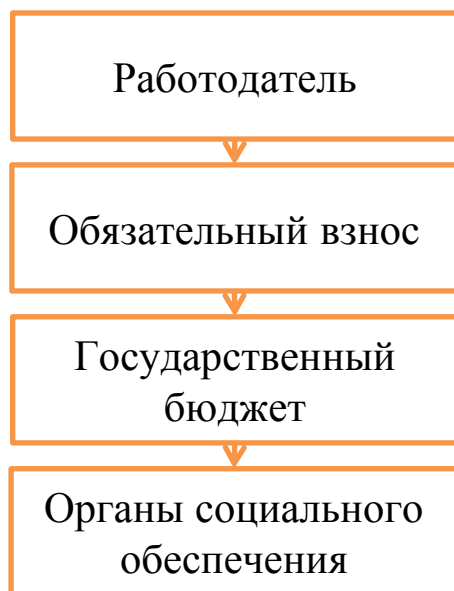 Работодатель
Обязательный взнос
Государственный
бюджет
Органы социального
обеспечения